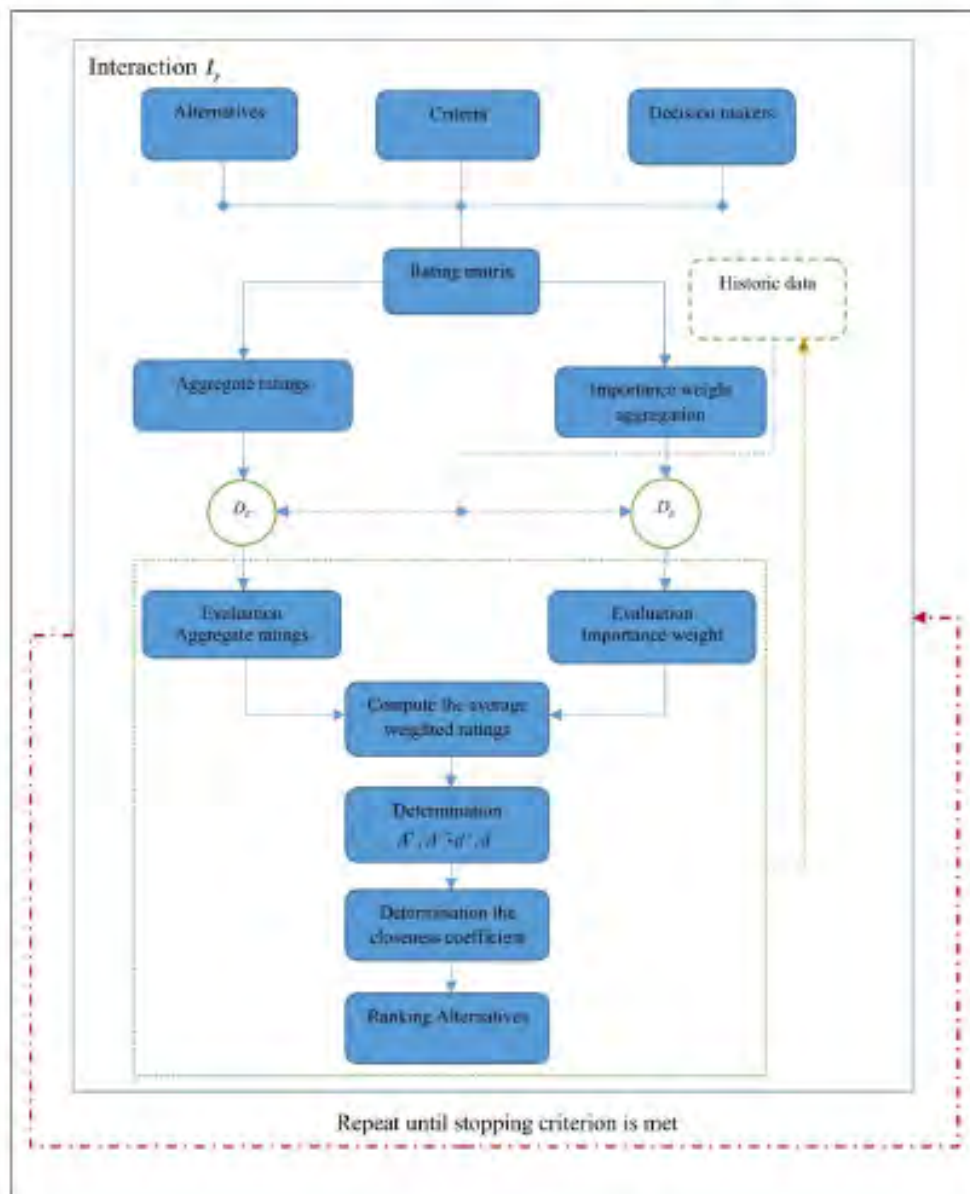 Interaction I
Alternatives
Criteria
Decision makers
Rating matrix
Historic data
Aggregate ratings
Importance weight
aggregation
D
D
Evaluation
Aggregate ratings
Evaluation
Importance weight
Compute the average
weighted ratings
Determination
Determination the
closeness coefficient
Ranking Alternatives
Repeat until stopping criterion is met